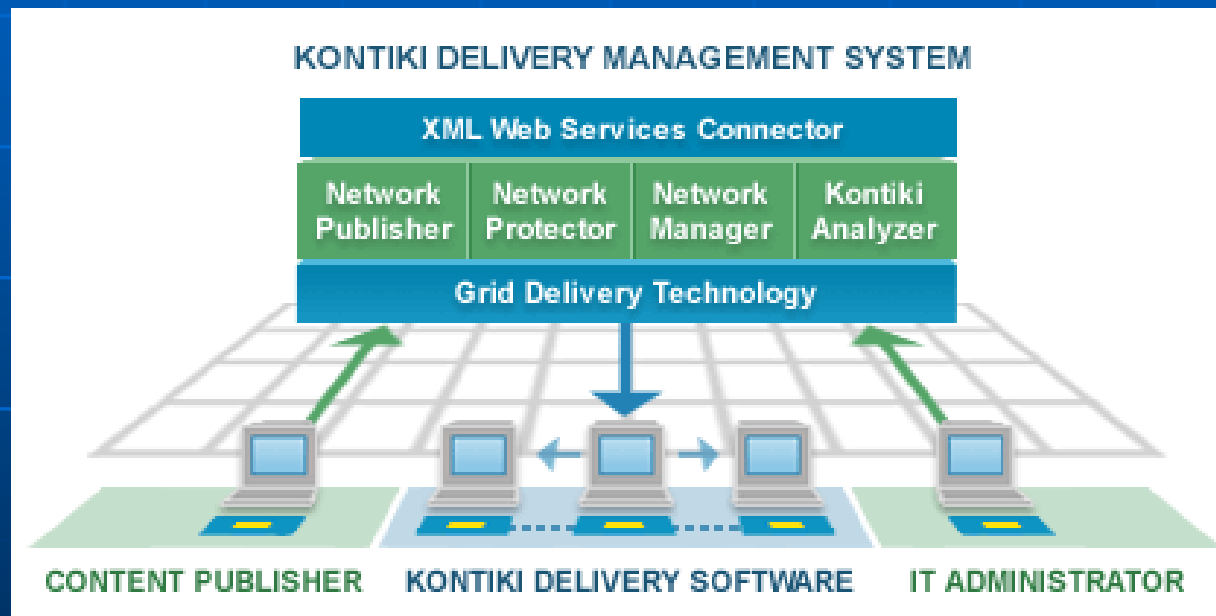 KONTIKI DELIVERY MANAGEMENT SYSTEM
XML Web Services Connector
Network Publisher
Network Protector
Network Manager
Kontiki Analyzer
Grid Delivery Technology
CONTENT PUBLISHER
KONTIKI DELIVERY SOFTWARE
IT ADMINISTRATOR